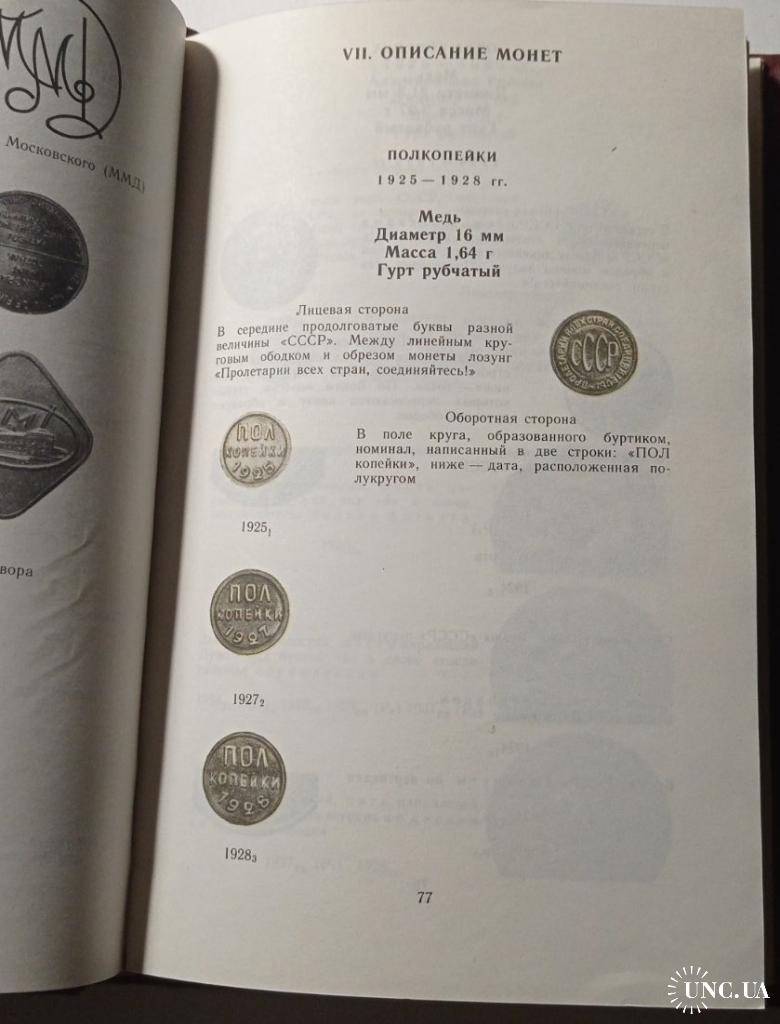 ММД
Московского (ММД)
вора
VII. ОПИСАНИЕ МОНЕТ
ПОЛКОПЕЙКИ
1925—1928 гг.
Медь
Диаметр 16 мм
Масса 1,64 г
Гурт рубчатый
Лицевая сторона
В середине продолговатые буквы разной
величины «СССР». Между линейным кру-
говым ободком и обрезом монеты лозунг
«Пролетарии всех стран, соединяйтесь!»
СССР
Оборотная сторона
В поле круга, образованного буртиком,
номинал, написанный в две строки: «ПОЛ
копейки», ниже — дата, расположенная по-
лукругом
ПОЛ
КОПЕЙКИ
1925
1925₁
ПОЛ
КОПЕЙКИ
1927
1927₂
ПОЛ
КОПЕЙКИ
1928
1928₃
77
UNC.UA